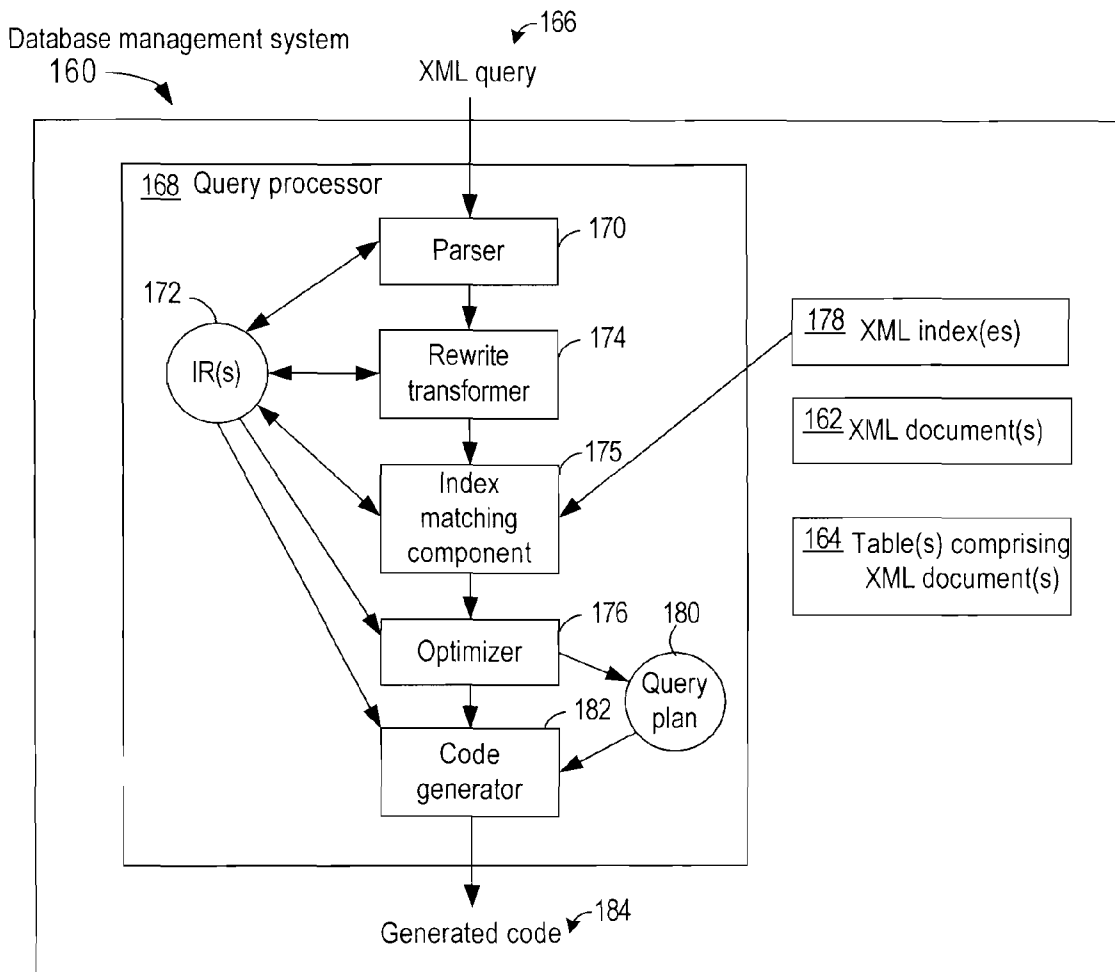 166
Database management system
160
XML query
168 Query processor
Parser
170
172
IR(s)
Rewrite
transformer
174
178 XML index(es)
162 XML document(s)
175
Index
matching
component
164 Table(s) comprising
XML document(s)
Optimizer
176
180
Query
plan
182
Code
generator
Generated code
184